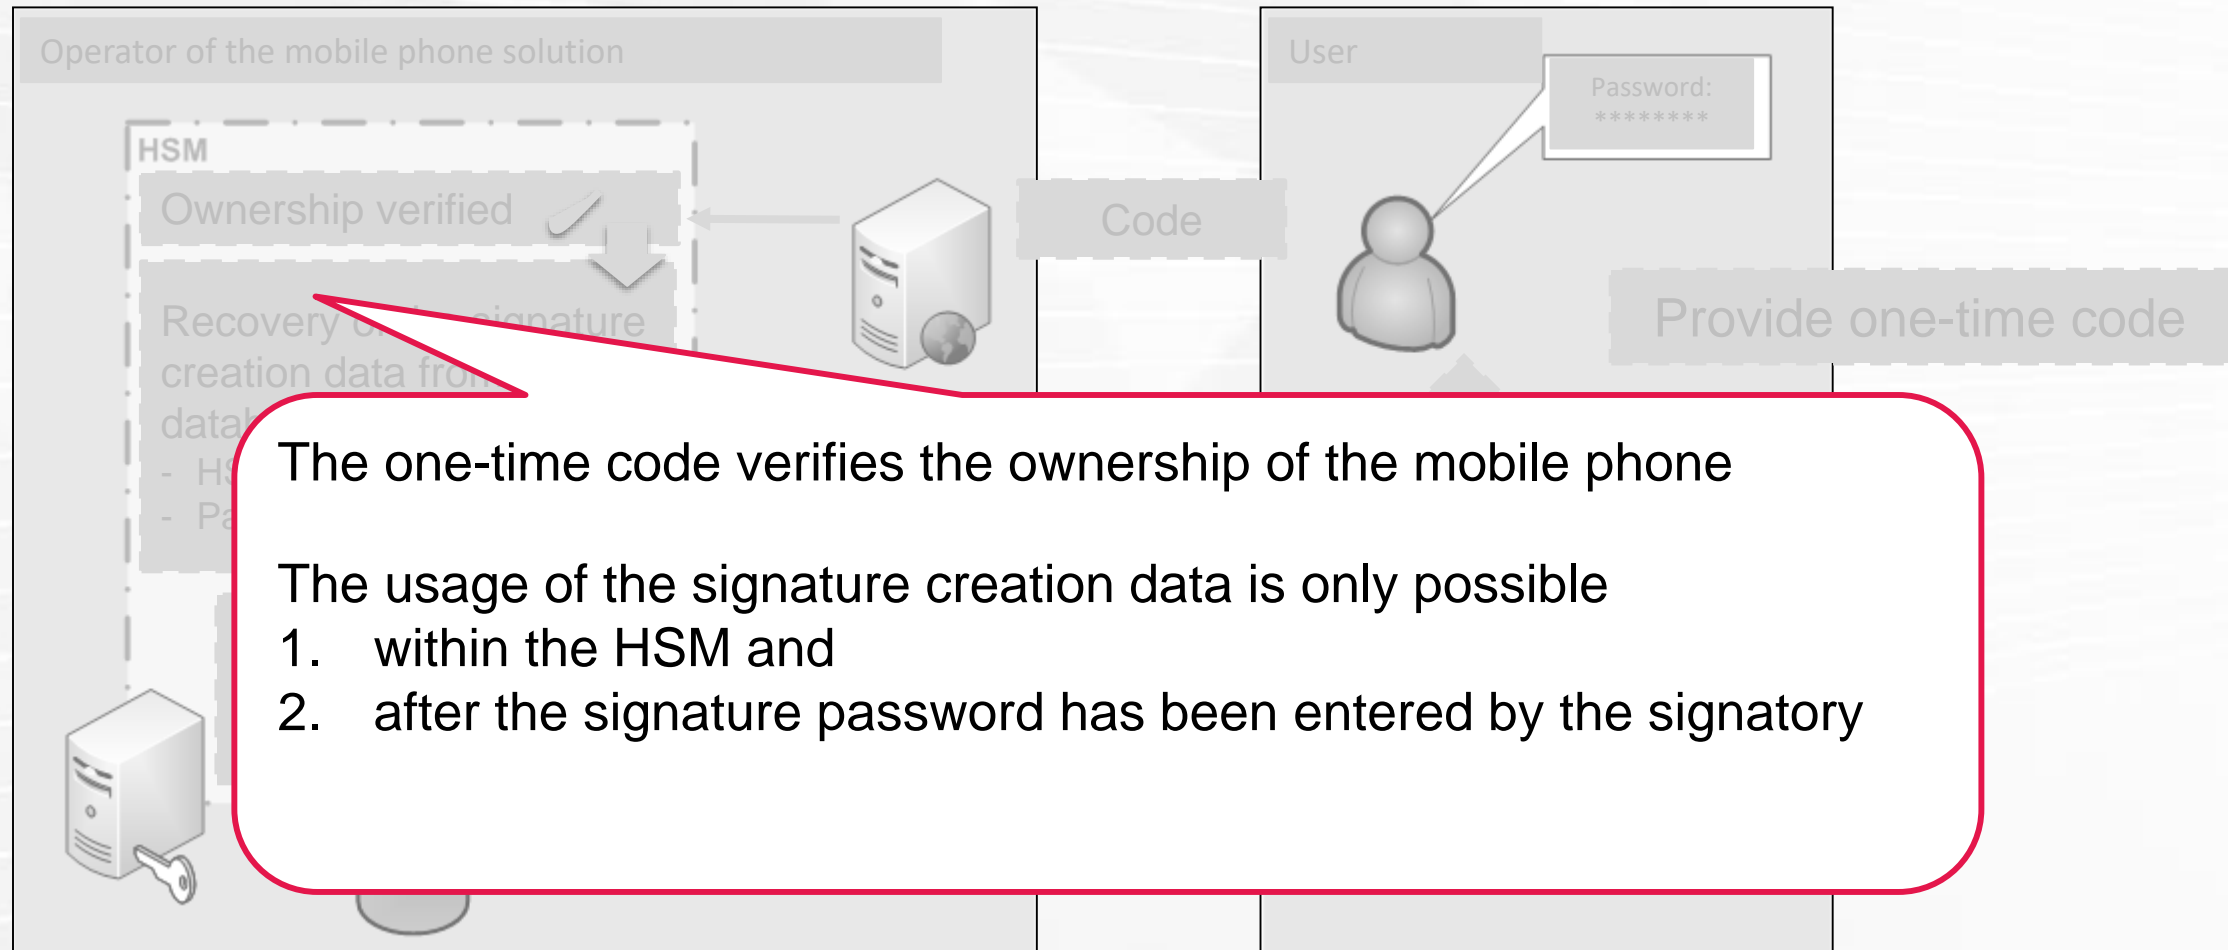 Operator of the mobile phone solution
User
Password:
********
HSM
Ownership verified
Code
Provide one-time code
Recovery signature
creation data from
- 
- 
The one-time code verifies the ownership of the mobile phone
The usage of the signature creation data is only possible
1. within the HSM and
2. after the signature password has been entered by the signatory